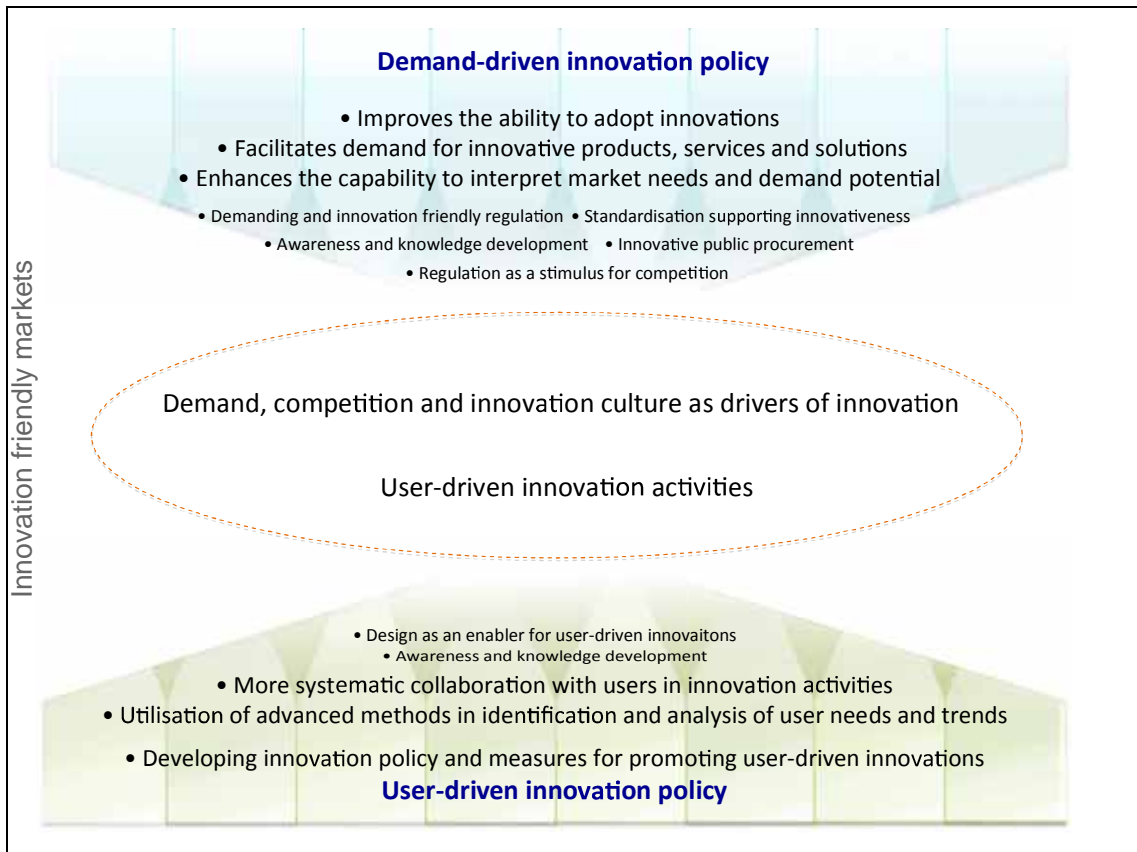 Demand-driven innovation policy
• Improves the ability to adopt innovations
• Facilitates demand for innovative products, services and solutions
• Enhances the capability to interpret market needs and demand potential
• Demanding and innovation friendly regulation • Standardisation supporting innovativeness
• Awareness and knowledge development • Innovative public procurement
• Regulation as a stimulus for competition
Innovation friendly markets
Demand, competition and innovation culture as drivers of innovation
User-driven innovation activities
• Design as an enabler for user-driven innovaitons
• Awareness and knowledge development
• More systematic collaboration with users in innovation activities
• Utilisation of advanced methods in identification and analysis of user needs and trends
• Developing innovation policy and measures for promoting user-driven innovations
User-driven innovation policy